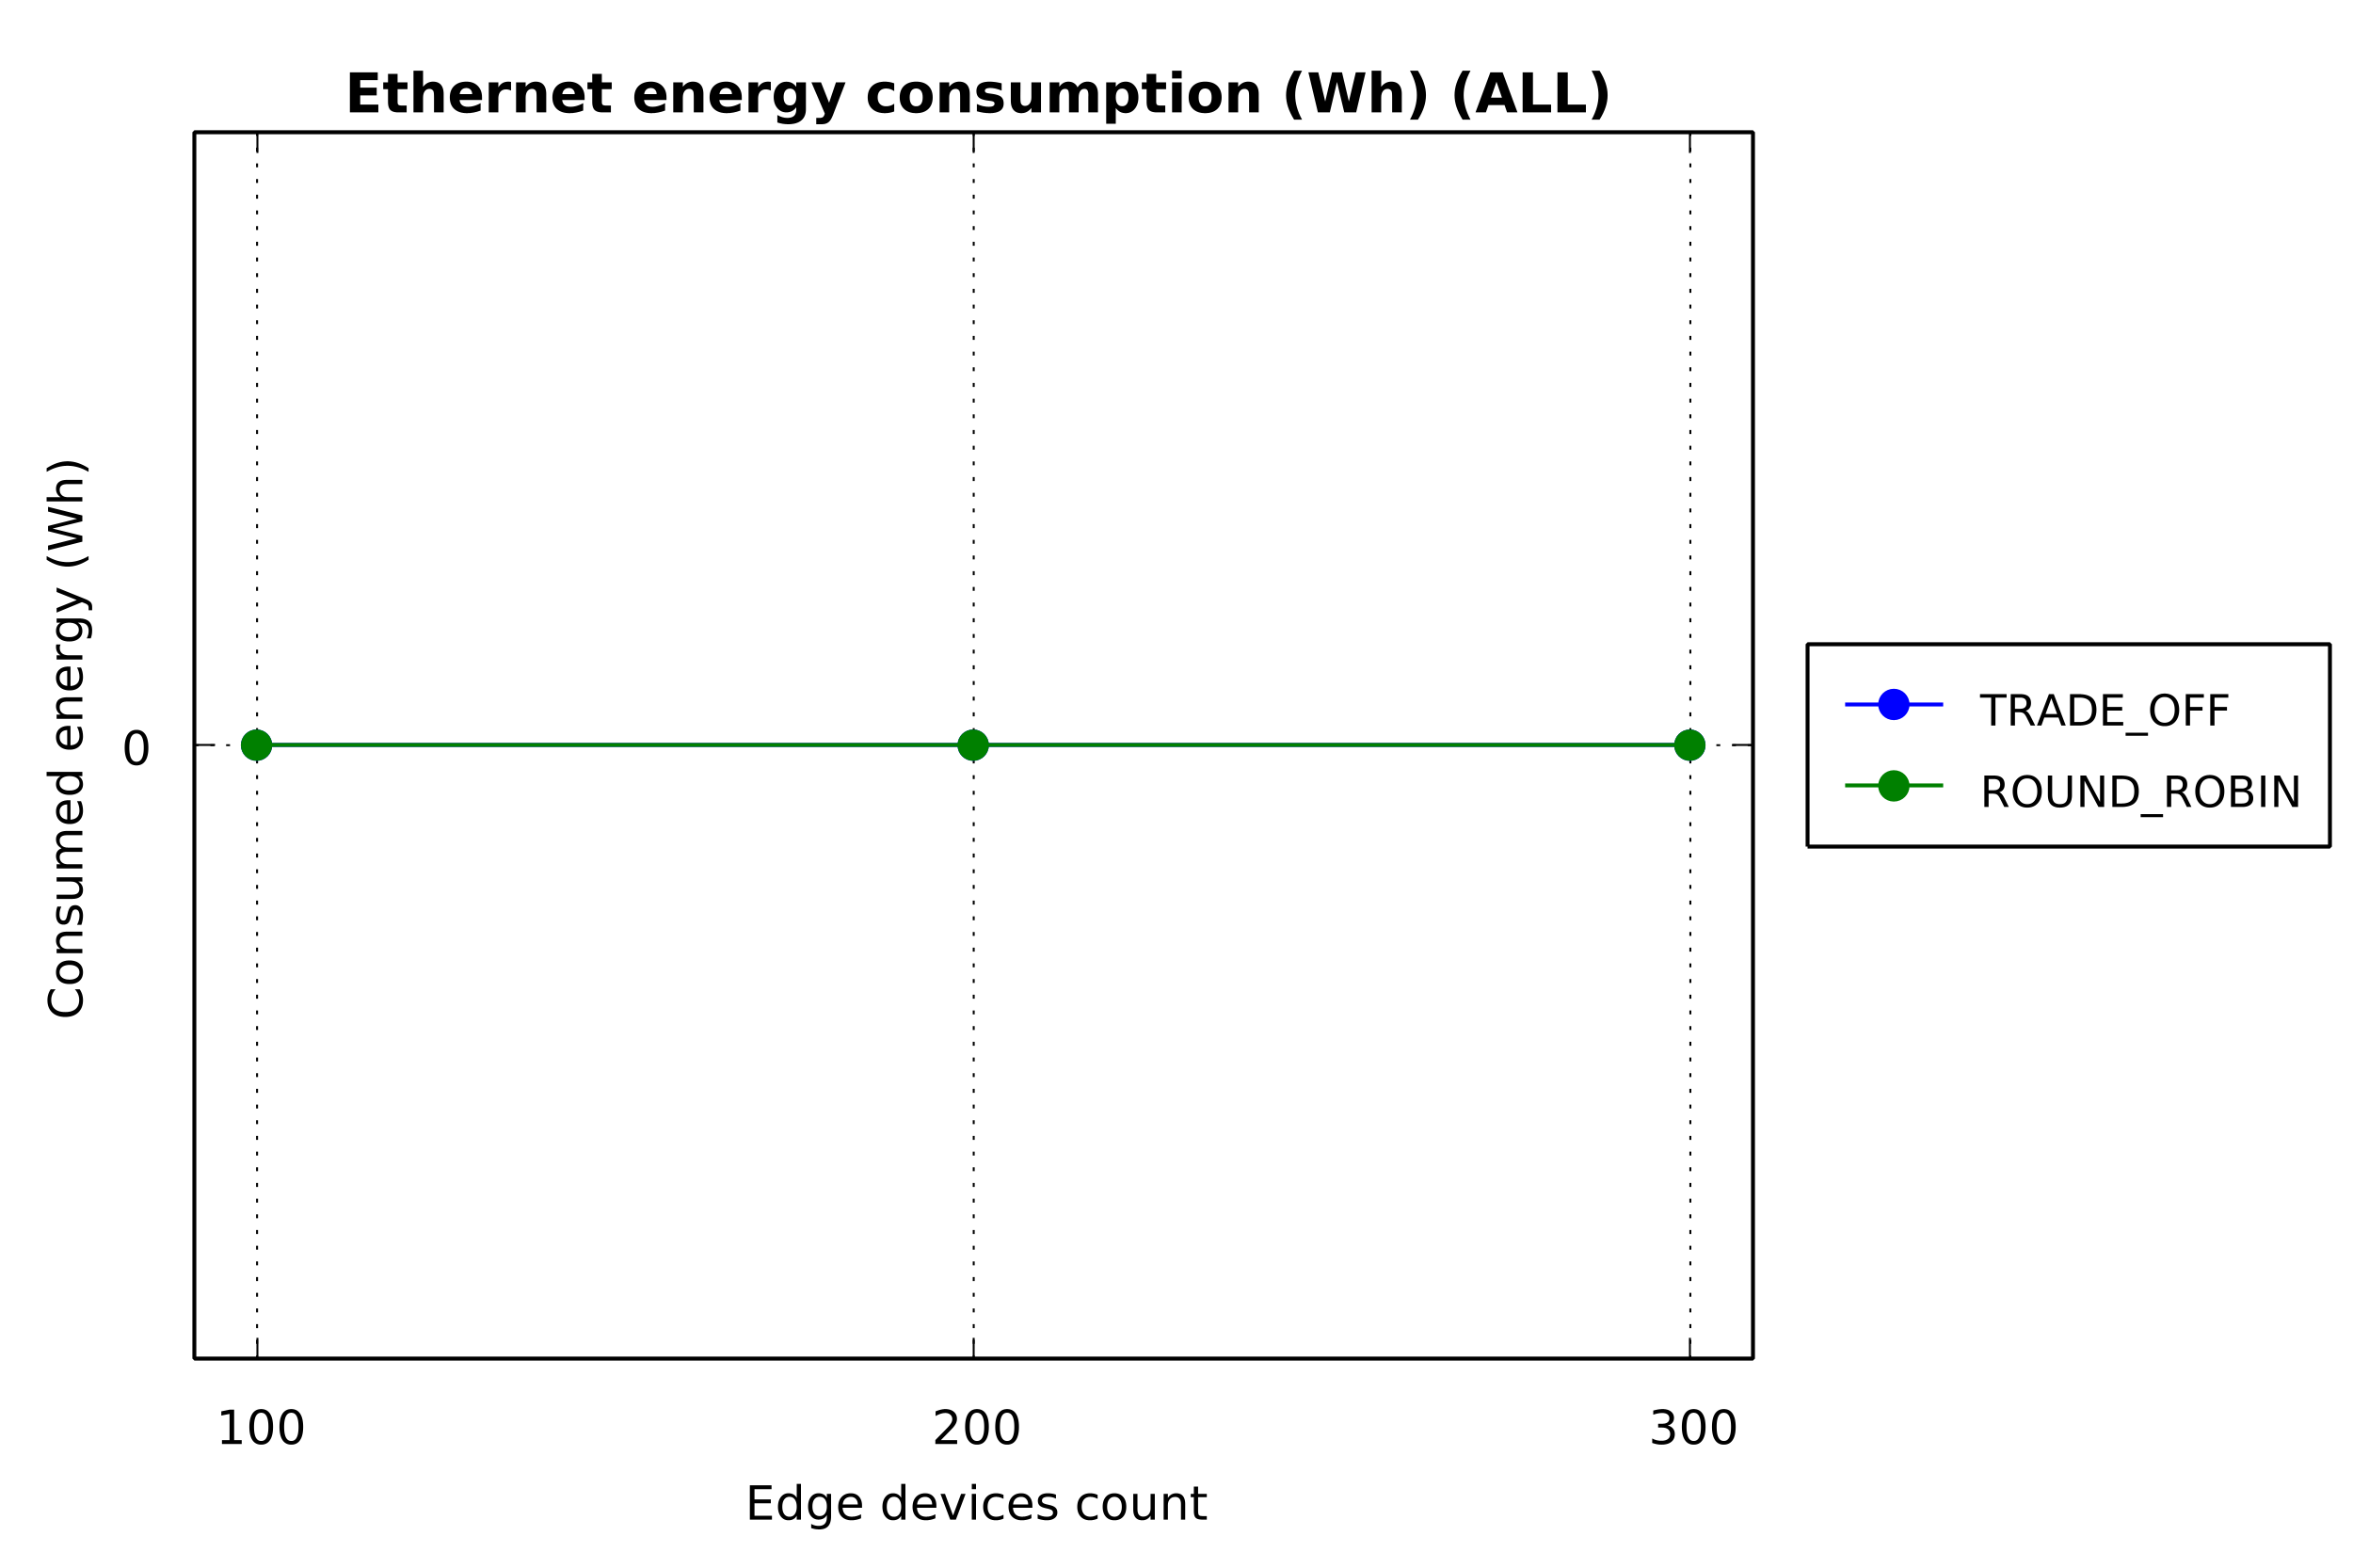 Ethernet energy consumption (Wh) (ALL)
Consumed energy (Wh)
0
TRADE_OFF
ROUND_ROBIN
100
200
300
Edge devices count